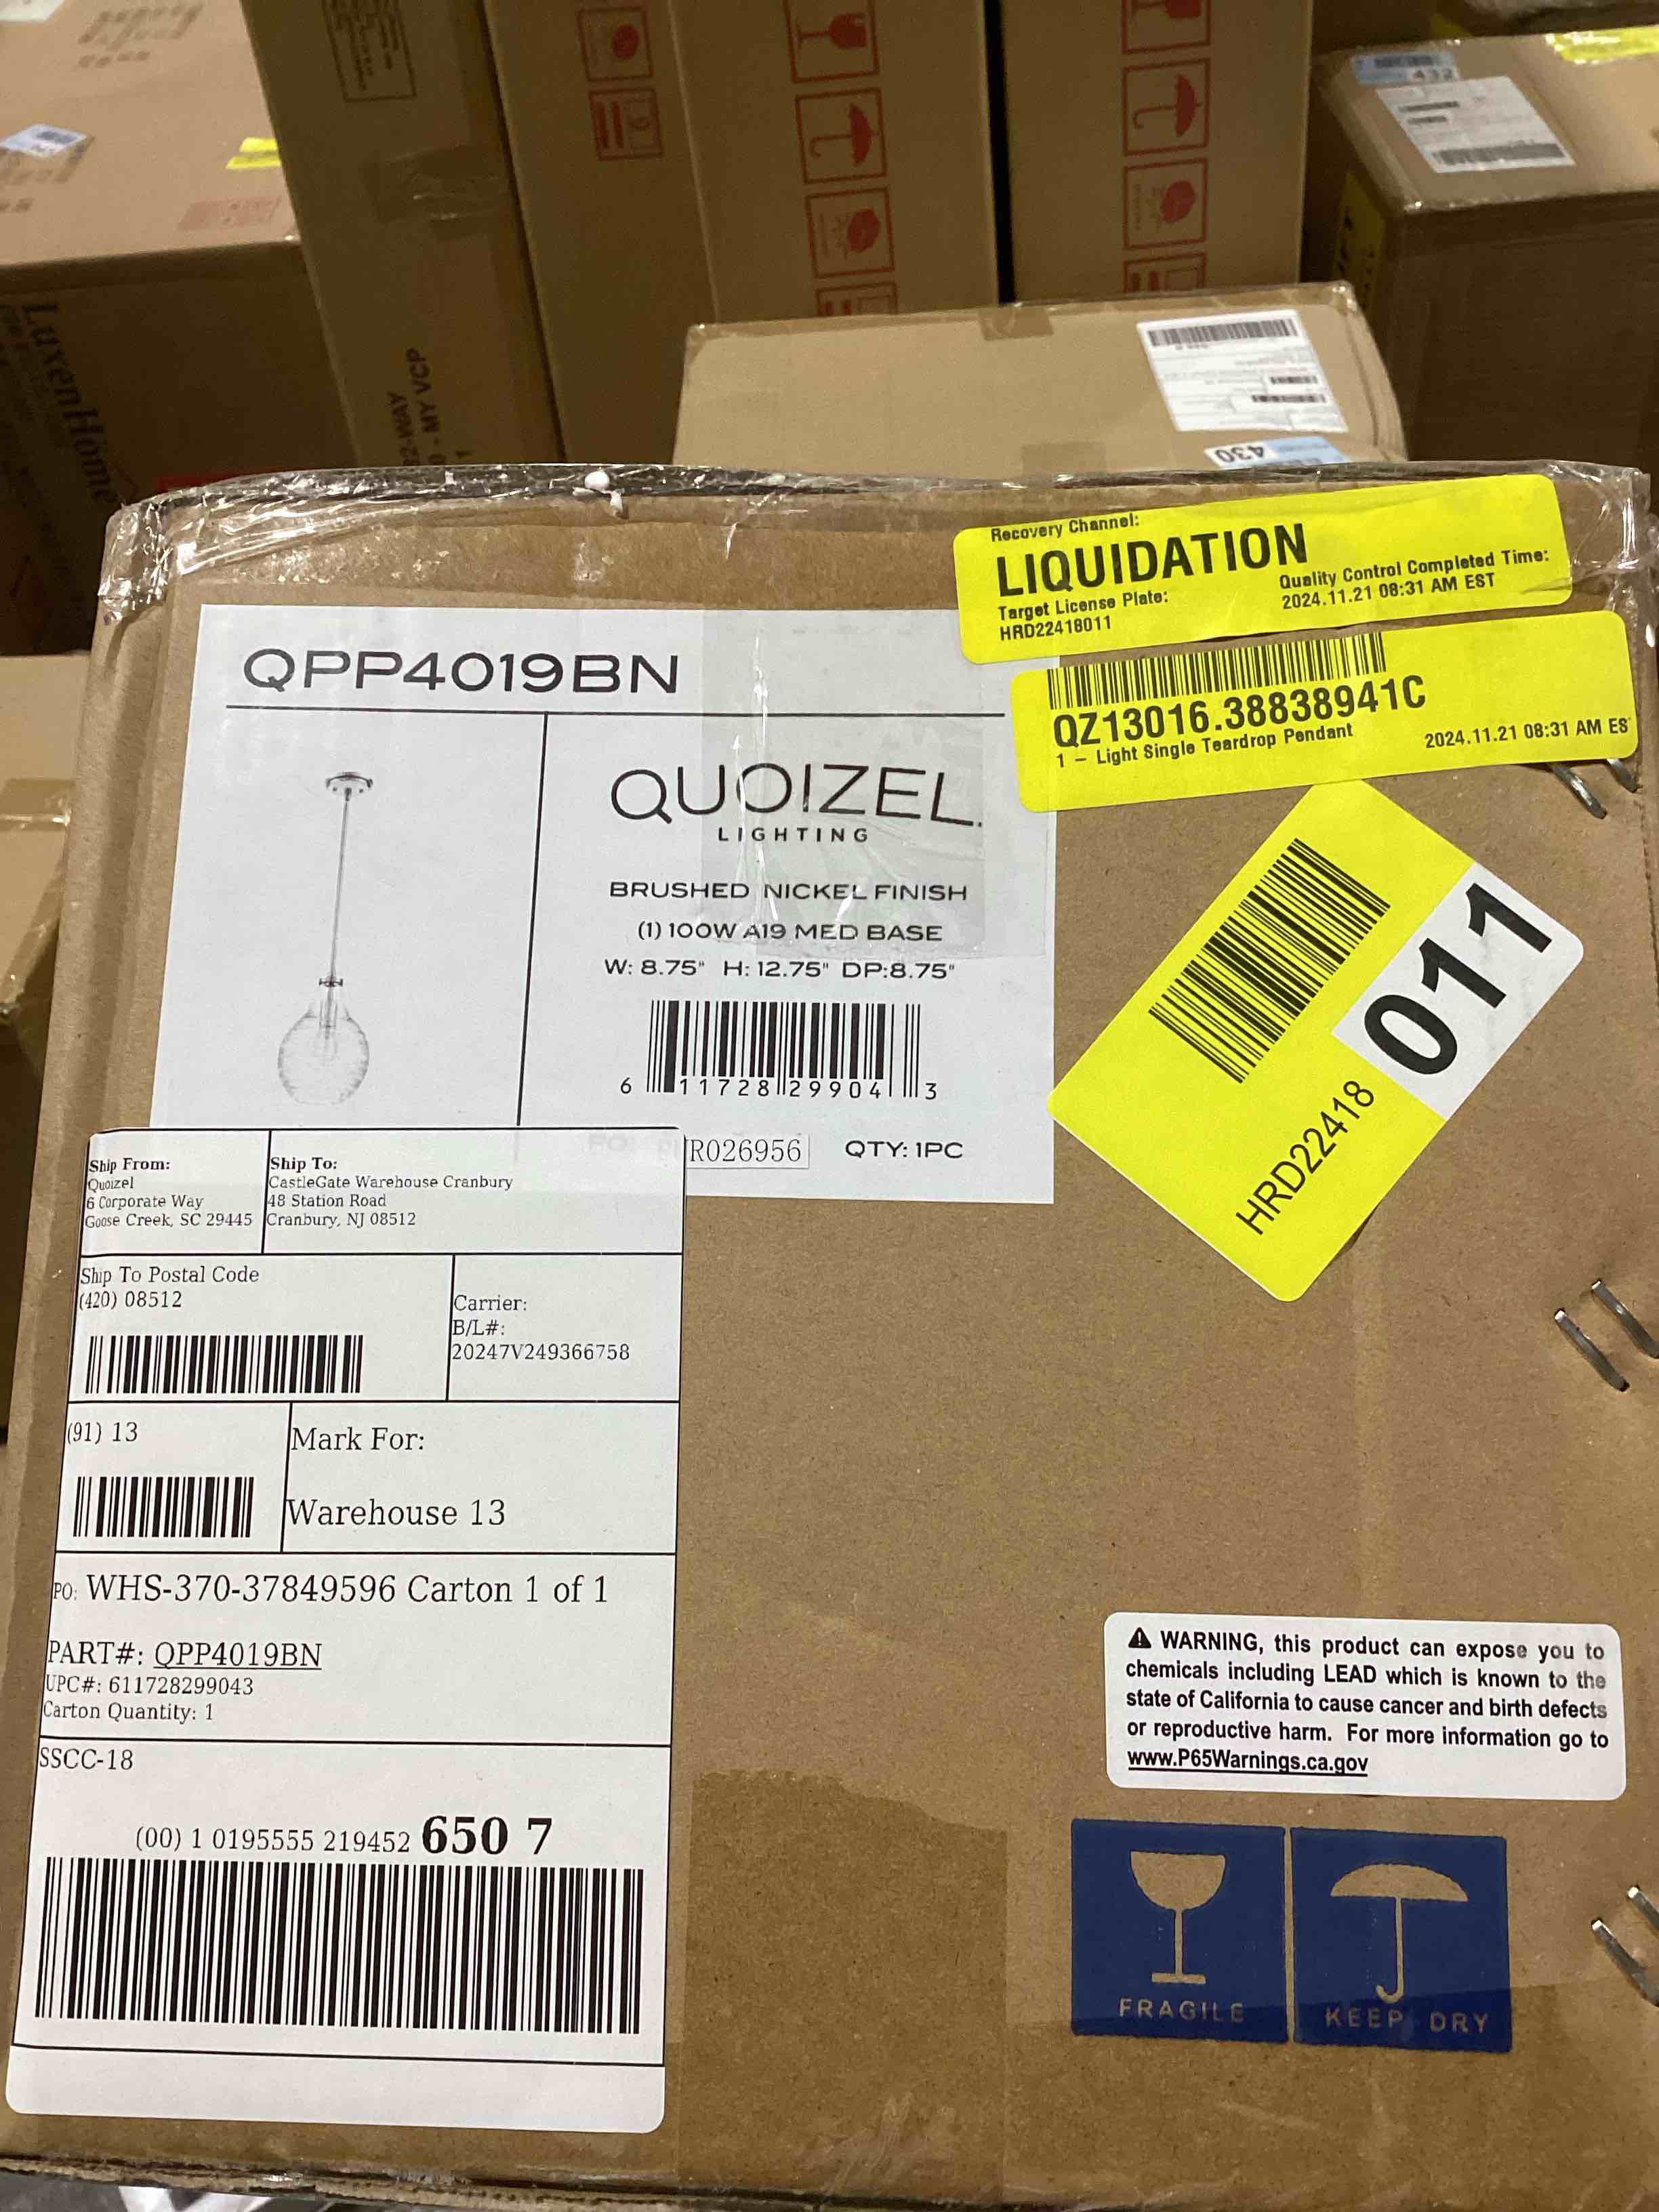 LuxenHome
22-WAY
- MY VCP
432
430
Recovery Channel:
LIQUIDATION
Target License Plate:
HRD22418011
Quality Control Completed Time:
2024.11.21 08:31 AM EST
QZ13016.38838941C
1 - Light Single Teardrop Pendant
2024.11.21 08:31 AM ES
011
HRD22418
QPP4019BN
QUOIZEL
LIGHTING
BRUSHED NICKEL FINISH
(1) 100W A19 MED BASE
W: 8.75" H: 12.75" DP:8.75"
6 11728 29904 3
R026956 QTY: 1PC
Ship From:
Quoizel
6 Corporate Way
Goose Creek, SC 29445
Ship To:
CastleGate Warehouse Cranbury
48 Station Road
Cranbury, NJ 08512
Ship To Postal Code
(420) 08512
Carrier:
B/L#:
20247V249366758
(91) 13
Mark For:
Warehouse 13
PO: WHS-370-37849596 Carton 1 of 1
PART#: QPP4019BN
UPC#: 611728299043
Carton Quantity: 1
SSCC-18
(00) 1 0195555 219452 650 7
WARNING, this product can expose you to
chemicals including LEAD which is known to the
state of California to cause cancer and birth defects
or reproductive harm. For more information go to
www.P65Warnings.ca.gov
FRAGILE
KEEP DRY